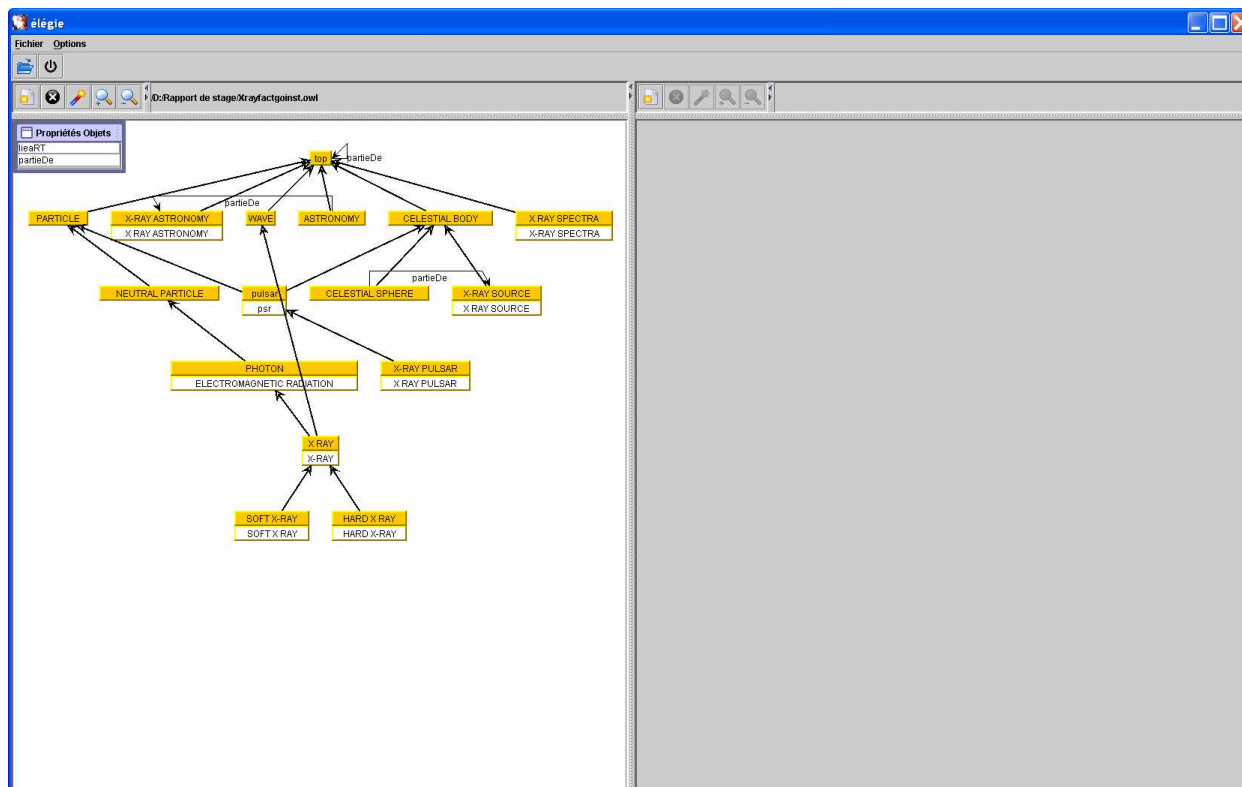 élégie
Fichier Options
/D:/Rapport de stage/Xrayfactgoinst.owl
Propriétés Objets
lieaRT
partieDe
top
partieDe
partieDe
PARTICLE
X-RAY ASTRONOMY
X RAY ASTRONOMY
WAVE
ASTRONOMY
CELESTIAL BODY
X RAY SPECTRA
X-RAY SPECTRA
partieDe
NEUTRAL PARTICLE
pulsar
psr
CELESTIAL SPHERE
X-RAY SOURCE
X RAY SOURCE
PHOTON
ELECTROMAGNETIC RADIATION
X-RAY PULSAR
X RAY PULSAR
X RAY
X-RAY
SOFT X-RAY
SOFT X RAY
HARD X RAY
HARD X-RAY